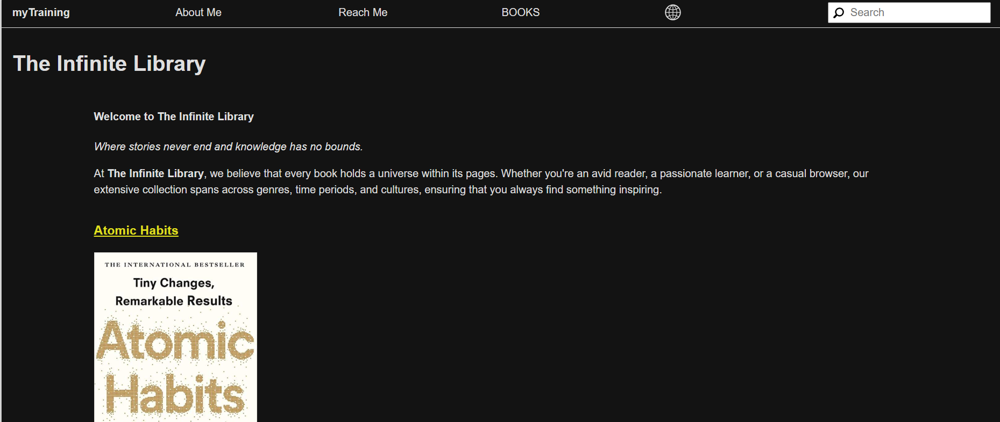 myTraining About Me Reach Me BOOKS Search
The Infinite Library
Welcome to The Infinite Library
Where stories never end and knowledge has no bounds.
At The Infinite Library, we believe that every book holds a universe within its pages. Whether you're an avid reader, a passionate learner, or a casual browser, our
extensive collection spans across genres, time periods, and cultures, ensuring that you always find something inspiring.
Atomic Habits
THE INTERNATIONAL BESTSELLER
Tiny Changes,
Remarkable Results
Atomic
Habits